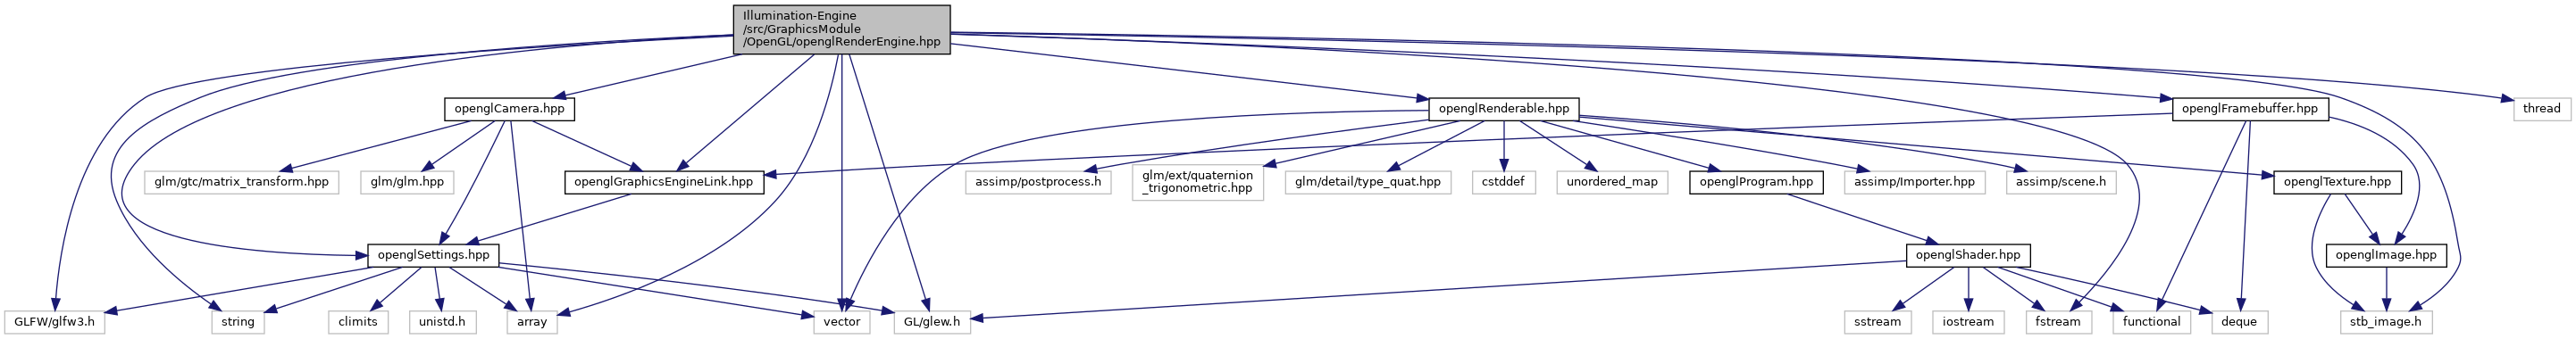 Illumination-Engine
/src/GraphicsModule
/OpenGL/openglRenderEngine.hpp
openglCamera.hpp
openglRenderable.hpp
openglFramebuffer.hpp
thread
glm/gtc/matrix_transform.hpp
glm/glm.hpp
openglGraphicsEngineLink.hpp
assimp/postprocess.h
glm/ext/quaternion
_trigonometric.hpp
glm/detail/type_quat.hpp
cstddef
unordered_map
openglProgram.hpp
assimp/Importer.hpp
assimp/scene.h
openglTexture.hpp
openglSettings.hpp
openglShader.hpp
openglImage.hpp
GLFW/glfw3.h
string
climits
unistd.h
array
vector
GL/glew.h
sstream
iostream
fstream
functional
deque
stb_image.h